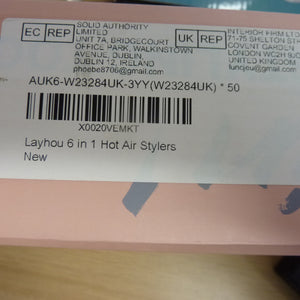 EC REP
SOLID AUTHORITY
LIMITED
UNIT 7A, BRIDGECOURT
OFFICE PARK, WALKINSTOWN
AVENUE, DUBLIN
DUBLIN 12, IRELAND
phoebe8706@gmail.com
UK REP
INTERIOR FIRM LTD
71-75 SHELTON STR
COVENT GARDEN
LONDON WC2H 9JQ
UNITED KINGDOM
AUK6-W23284UK-3YY(W23284UK) * 50
X0020VEMKT
Layhou 6 in 1 Hot Air Stylers
New